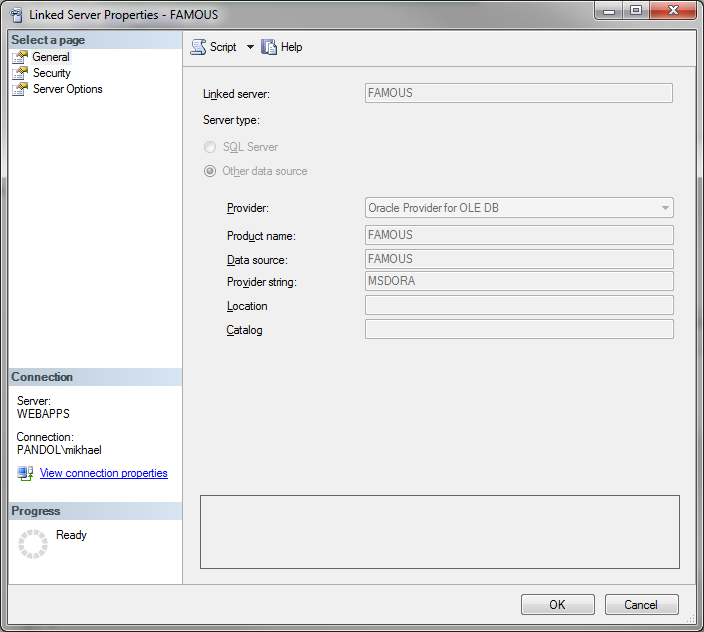 Linked Server Properties - FAMOUS
Select a page
General
Security
Server Options
Script
Help
Linked server:
FAMOUS
Server type:
SQL Server
Other data source
Provider:
Oracle Provider for OLE DB
Product name:
FAMOUS
Data source:
FAMOUS
Provider string:
MSDORA
Location
Catalog
Connection
Server:
WEBAPPS
Connection:
PANDOL\mikhael
View connection properties
Progress
Ready
OK
Cancel